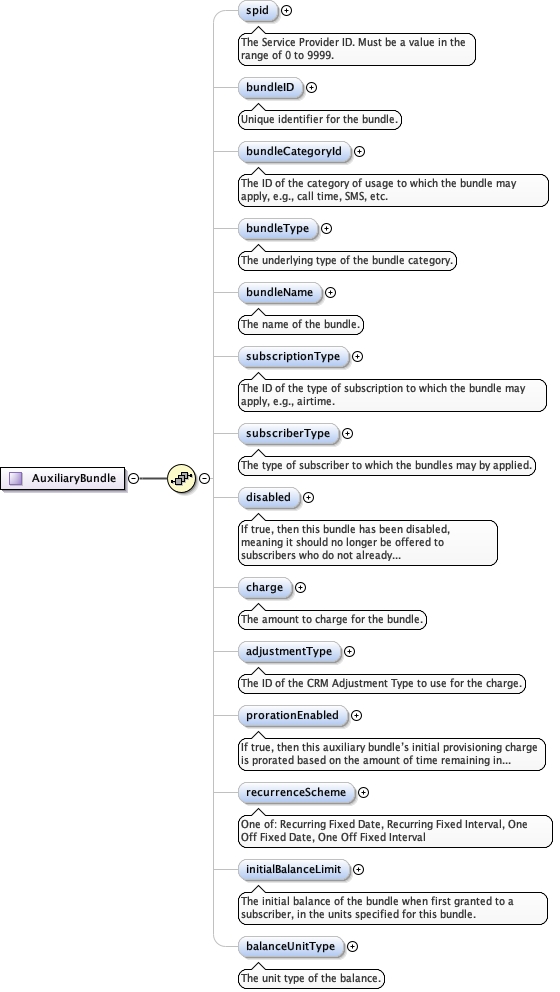 spid
The Service Provider ID. Must be a value in the
range of 0 to 9999.
bundleID
Unique identifier for the bundle.
bundleCategoryId
The ID of the category of usage to which the bundle may
apply, e.g., call time, SMS, etc.
bundleType
The underlying type of the bundle category.
bundleName
The name of the bundle.
subscriptionType
The ID of the type of subscription to which the bundle may
apply, e.g., airtime.
subscriberType
The type of subscriber to which the bundles may by applied.
AuxiliaryBundle
disabled
If true, then this bundle has been disabled,
meaning it should no longer be offered to
subscribers who do not already...
charge
The amount to charge for the bundle.
adjustmentType
The ID of the CRM Adjustment Type to use for the charge.
prorationEnabled
If true, then this auxiliary bundle's initial provisioning charge
is prorated based on the amount of time remaining in...
recurrenceScheme
One of: Recurring Fixed Date, Recurring Fixed Interval, One
Off Fixed Date, One Off Fixed Interval
initialBalanceLimit
The initial balance of the bundle when first granted to a
subscriber, in the units specified for this bundle.
balanceUnitType
The unit type of the balance.